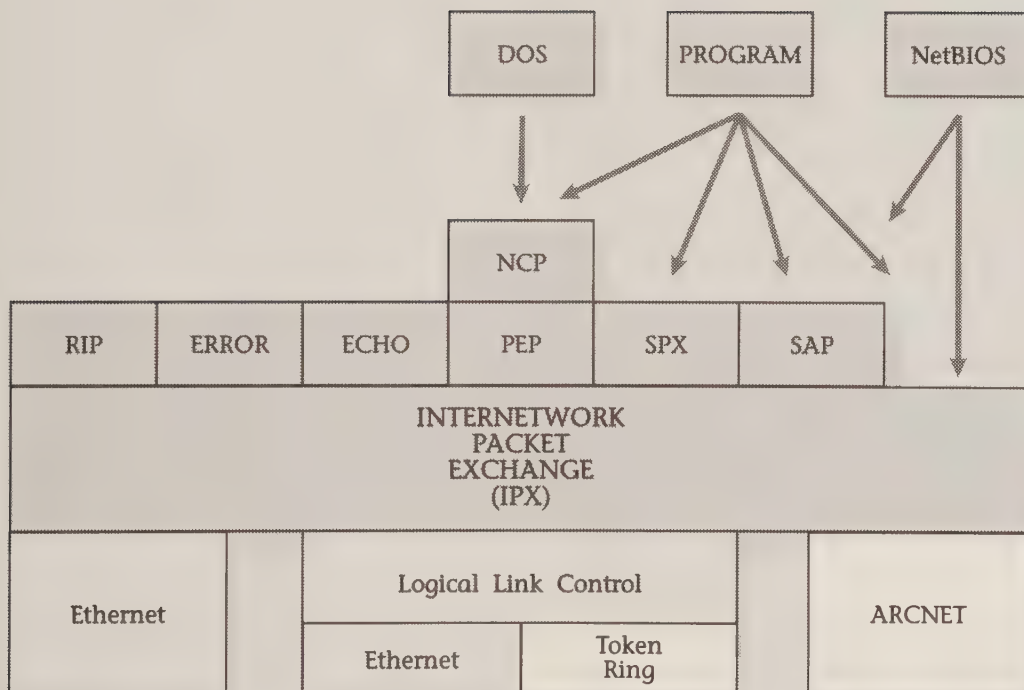 DOS
PROGRAM
NetBIOS
NCP
RIP
ERROR
ECHO
PEP
SPX
SAP
INTERNETWORK
PACKET
EXCHANGE
(IPX)
Ethernet
Logical Link Control
ARCNET
Ethernet
Token
Ring